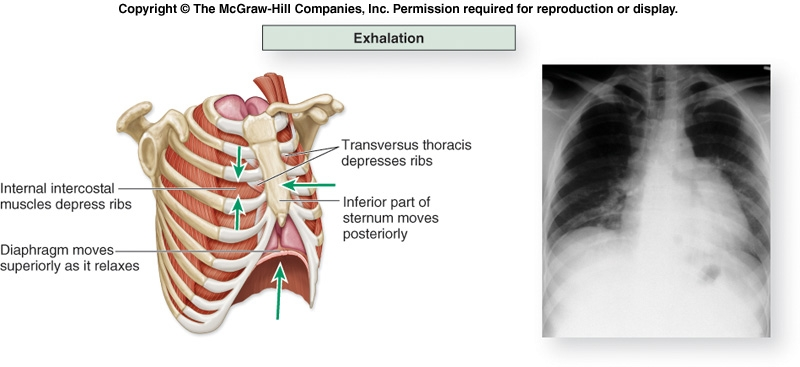 Copyright © The McGraw-Hill Companies, Inc. Permission required for reproduction or display.
Exhalation
Transversus thoracis
depresses ribs
Internal intercostal
muscles depress ribs
Inferior part of
sternum moves
posteriorly
Diaphragm moves
superiorly as it relaxes